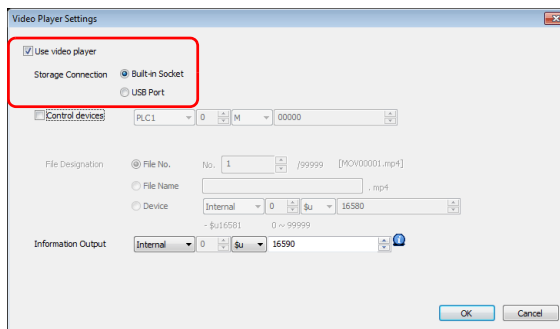 Video Player Settings
Use video player
Storage Connection Built-in Socket
USB Port
Control devices PLC1 0 M 00000
File Designation File No. No. 1 /99999 [MOV00001.mp4]
File Name . mp4
Device Internal 0 $u 16580
- $u16581 0 ~ 99999
Information Output Internal 0 $u 16590
OK Cancel